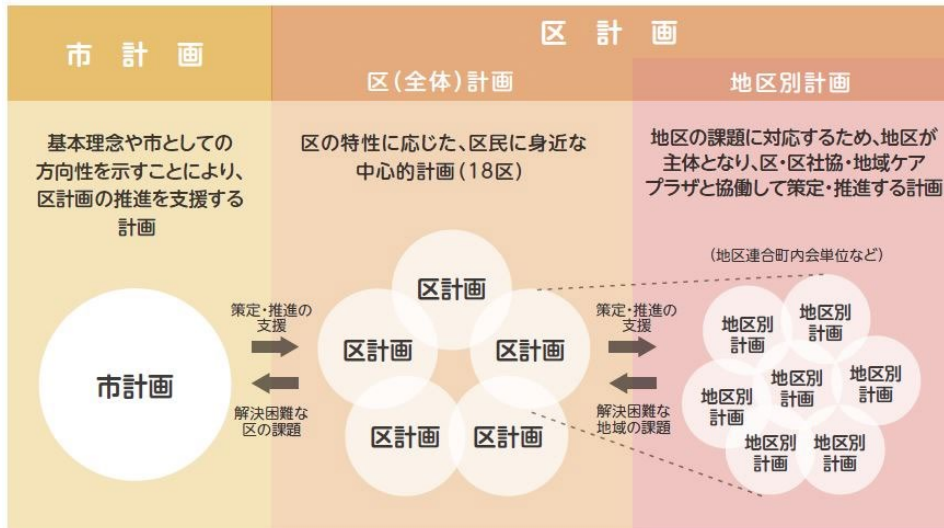 市計画
区計画
区(全体)計画
地区別計画
基本理念や市としての
方向性を示すことにより、
区計画の推進を支援する
計画
区の特性に応じた、区民に身近な
中心的計画(18区)
地区の課題に対応するため、地区が
主体となり、区・区社協・地域ケア
プラザと協働して策定・推進する計画
(地区連合町内会単位など)
市計画
策定・推進の
支援
解決困難な
区の課題
区計画
区計画
区計画
区計画
区計画
策定・推進の
支援
解決困難な
地域の課題
地区別
計画
地区別
計画
地区別
計画
地区別
計画
地区別
計画
地区別
計画
地区別
計画